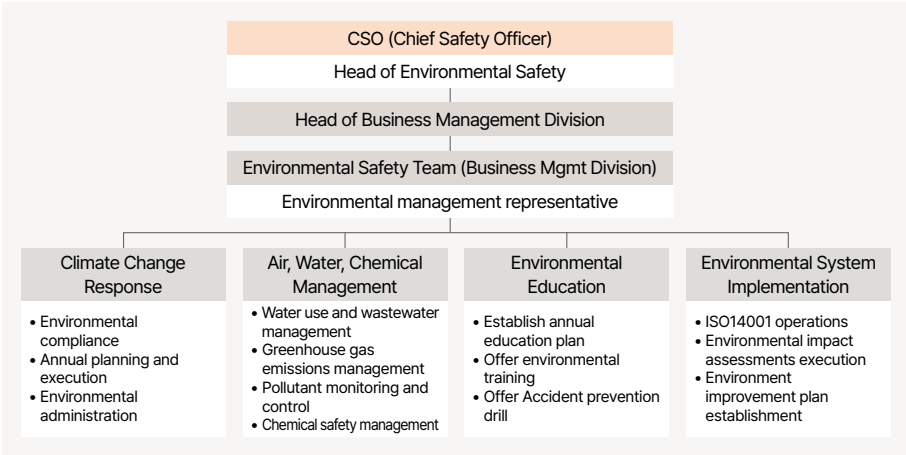 CSO (Chief Safety Officer)
Head of Environmental Safety
Head of Business Management Division
Environmental Safety Team (Business Mgmt Division)
Environmental management representative
Climate Change
Response
• Environmental
compliance
• Annual planning and
execution
• Environmental
administration
Air, Water, Chemical
Management
• Water use and wastewater
management
• Greenhouse gas
emissions management
• Pollutant monitoring and
control
• Chemical safety management
Environmental
Education
• Establish annual
education plan
• Offer environmental
training
• Offer Accident prevention
drill
Environmental System
Implementation
• ISO14001 operations
• Environmental impact
assessments execution
• Environment
improvement plan
establishment